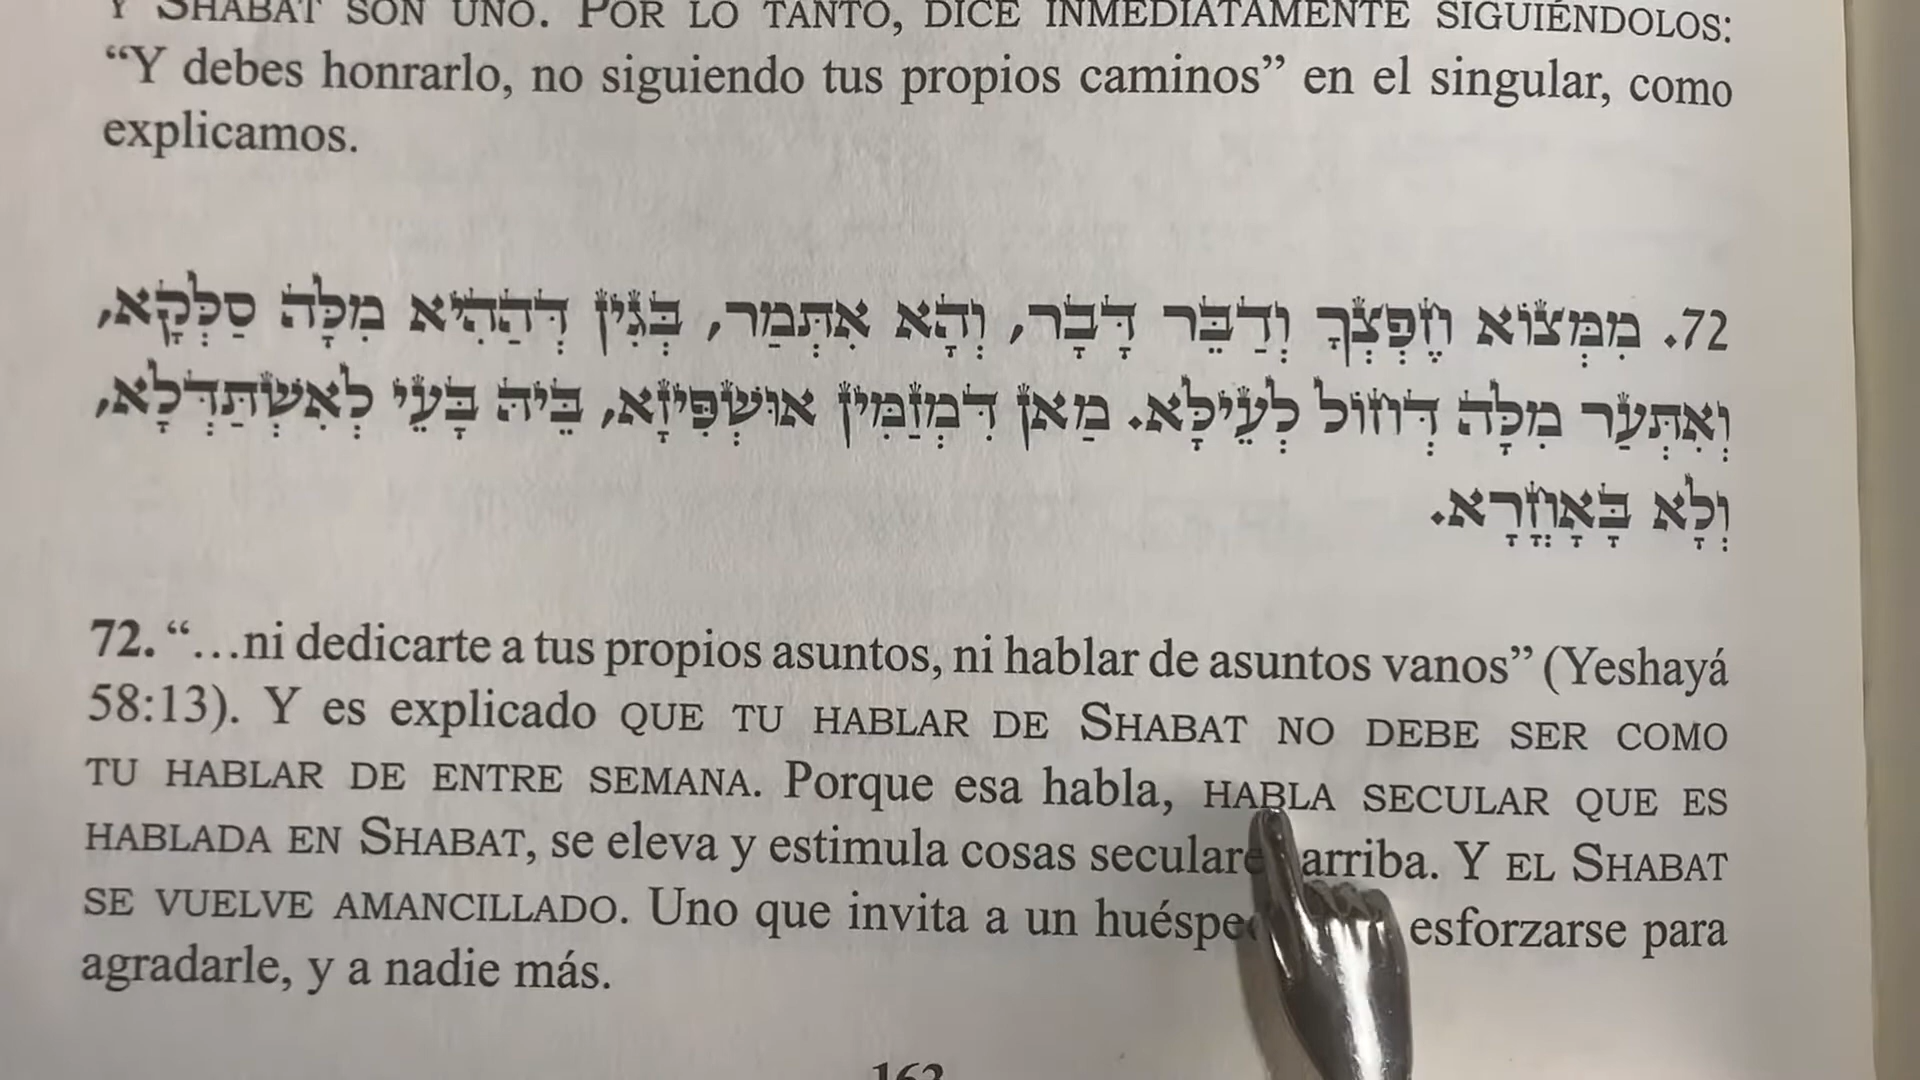 Y SHABAT SON UNO. POR LO TANTO, DICE INMEDIATAMENTE SIGUIÉNDOLOS:
“Y debes honrarlo, no siguiendo tus propios caminos” en el singular, como
explicamos.
72. מִמְּצוֹא חֶפְצְךָ וְדַבֵּר דָּבָר, וְהָא אִתְּמַר, בְּגִין דְּהַהִיא מִלָּה סַלְּקָא,
וְאִתְּעַר מִלָּה דְּחוֹל לְעֵילָּא. מַאן דִּמְזַמִּין אוּשְׁפִּיזָא, בֵּיהּ בָּעֵי לְאִשְׁתַּדְּלָא,
וְלָא בָּאָחֳרָא.
72. “…ni dedicarte a tus propios asuntos, ni hablar de asuntos vanos” (Yeshayá
58:13). Y es explicado QUE TU HABLAR DE SHABAT NO DEBE SER COMO
TU HABLAR DE ENTRE SEMANA. Porque esa habla, HABLA SECULAR QUE ES
HABLADA EN SHABAT, se eleva y estimula cosas seculare arriba. Y EL SHABAT
SE VUELVE AMANCILLADO. Uno que invita a un huéspe esforzarse para
agradarle, y a nadie más.
162